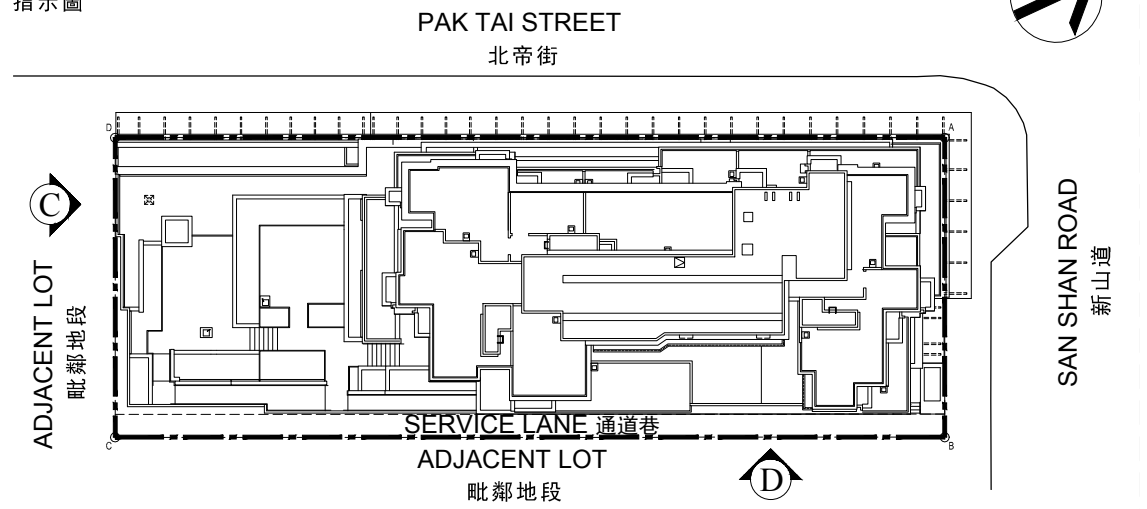 指示圖
PAK TAI STREET
北帝街
D
A
C
ADJACENT LOT
毗鄰地段
SAN SHAN ROAD
新山道
SERVICE LANE 通道巷
C
B
ADJACENT LOT
毗鄰地段
D